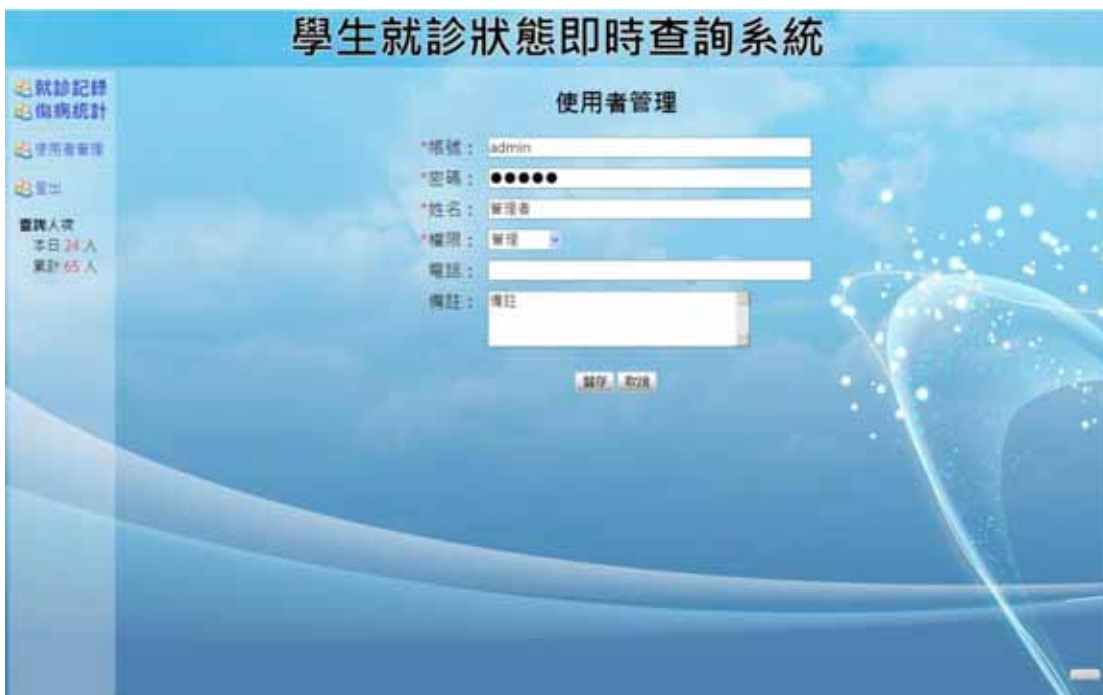 學生就診狀態即時查詢系統
就診記錄
傷病統計
使用者管理
登出
查詢人次
本日 24 人
累計 65 人
使用者管理
*帳號： admin
*密碼： ●●●●●
*姓名： 管理者
*權限： 管理
電話：
備註： 備註
儲存 取消